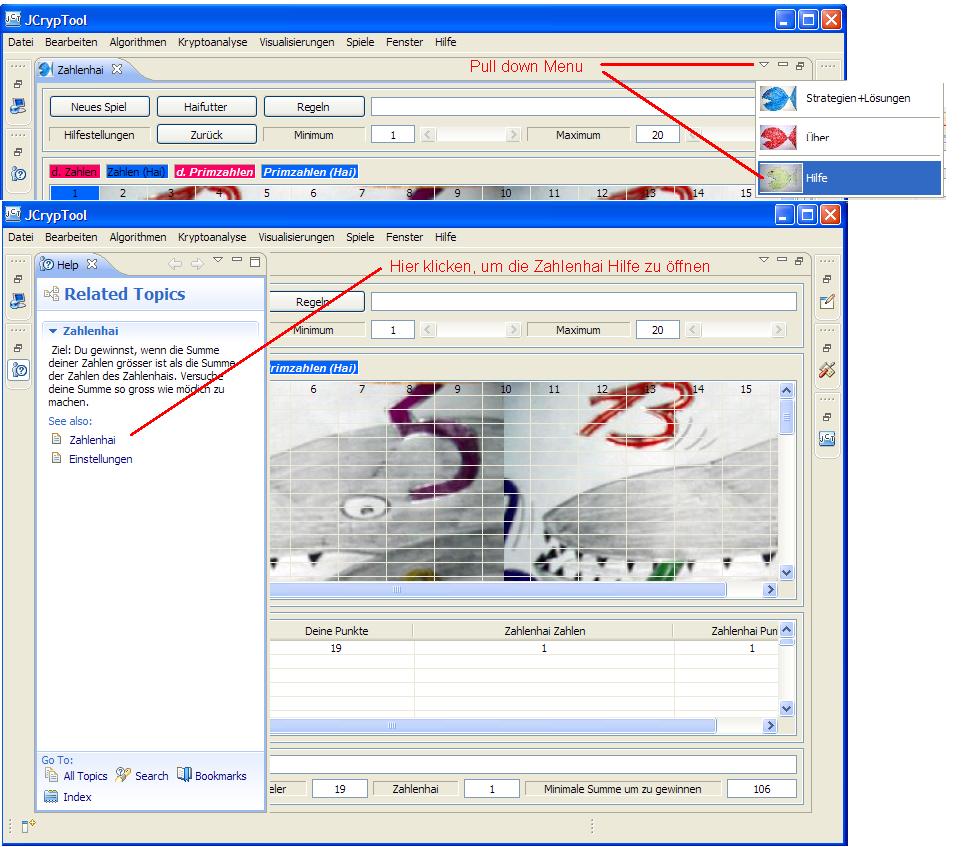 JCrypTool
Datei Bearbeiten Algorithmen Kryptoanalyse Visualisierungen Spiele Fenster Hilfe
Zahlenhai
Pull down Menu
Neues Spiel Haifutter Regeln
Strategien+Lösungen
Hilfestellungen Zurück Minimum 1 Maximum 20
Über
d. Zahlen Zahlen (Hai) d. Primzahlen Primzahlen (Hai)
Hilfe
1 2 3 4 5 6 7 8 9 10 11 12 13 14 15
JCrypTool
Datei Bearbeiten Algorithmen Kryptoanalyse Visualisierungen Spiele Fenster Hilfe
Help
Hier klicken, um die Zahlenhai Hilfe zu öffnen
Related Topics
Regeln
Zahlenhai
Minimum 1 Maximum 20
Ziel: Du gewinnst, wenn die Summe
deiner Zahlen grösser ist als die Summe
der Zahlen des Zahlenhais. Versuche
deine Summe so gross wie möglich zu
machen.
rimzahlen (Hai)
6 7 8 9 10 11 12 13 14 15
See also:
Zahlenhai
Einstellungen
5 13
JCT
Deine Punkte Zahlenhai Zahlen Zahlenhai Pun
19 1 1
Go To:
All Topics Search Bookmarks
Index
eler 19 Zahlenhai 1 Minimale Summe um zu gewinnen 106